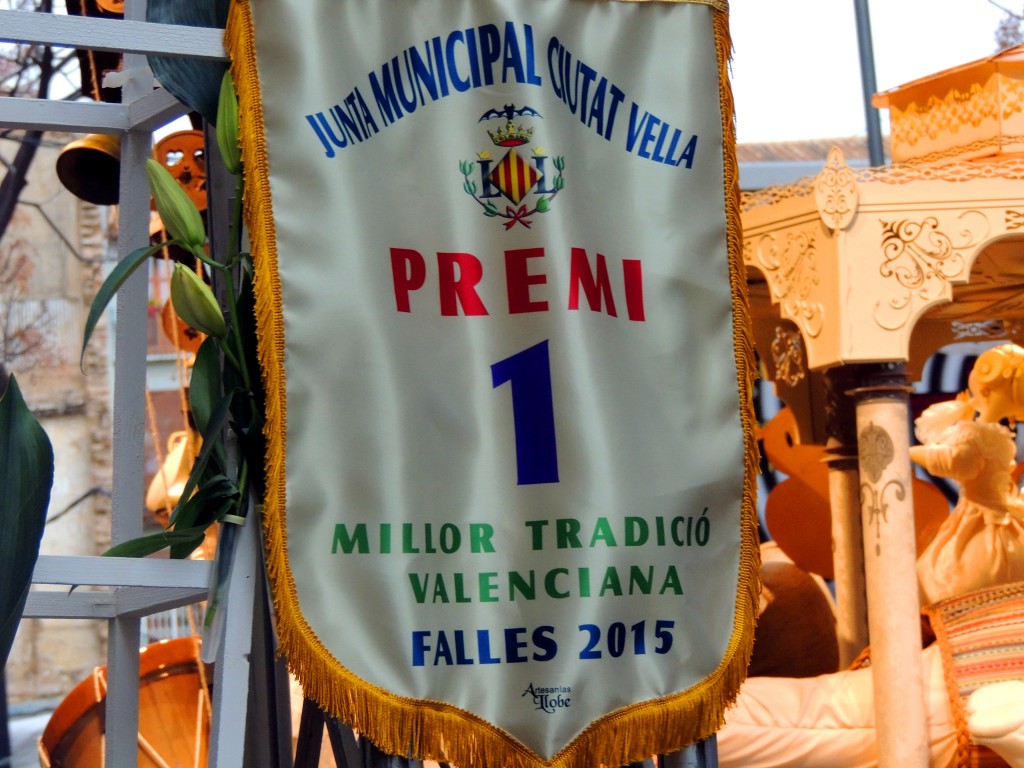 JUNTA MUNICIPAL CIUTAT VELLA
L L
PREMI
1
MILLOR TRADICIÓ
VALENCIANA
FALLES 2015
Artesanías
Llobe